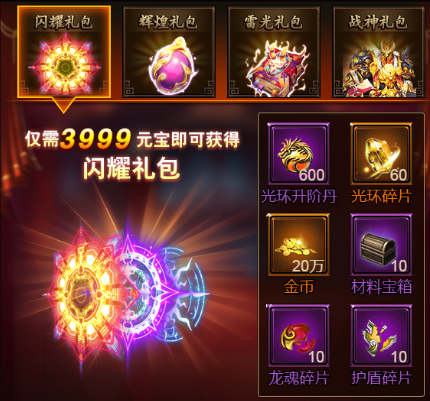 闪耀礼包 辉煌礼包 雷光礼包 战神礼包
仅需3999元宝即可获得
闪耀礼包
600 60
光环升阶丹 光环碎片
20万 10
金币 材料宝箱
10 10
龙魂碎片 护盾碎片